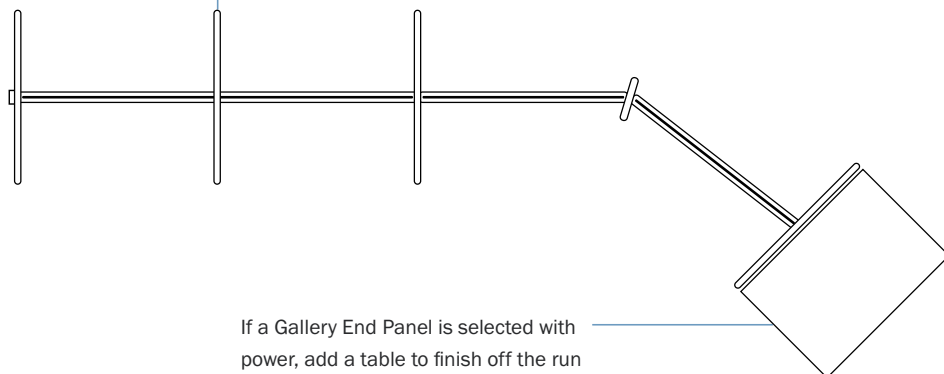 If a Gallery End Panel is selected with
power, add a table to finish off the run